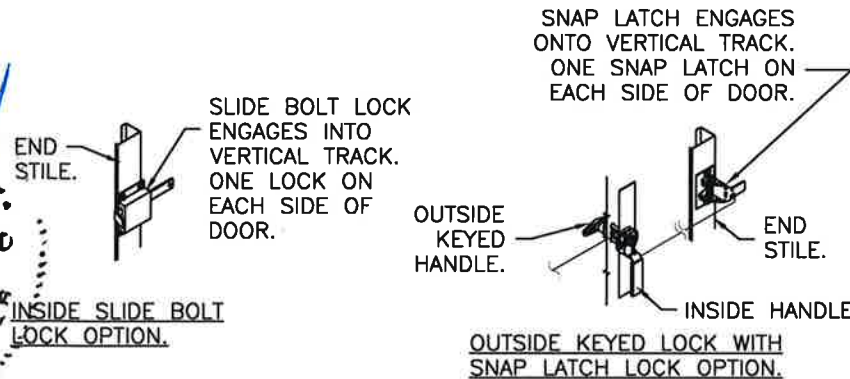 END
STILE.
SLIDE BOLT LOCK
ENGAGES INTO
VERTICAL TRACK.
ONE LOCK ON
EACH SIDE OF
DOOR.
INSIDE SLIDE BOLT
LOCK OPTION.
SNAP LATCH ENGAGES
ONTO VERTICAL TRACK.
ONE SNAP LATCH ON
EACH SIDE OF DOOR.
OUTSIDE
KEYED
HANDLE.
END
STILE.
INSIDE HANDLE
OUTSIDE KEYED LOCK WITH
SNAP LATCH LOCK OPTION.